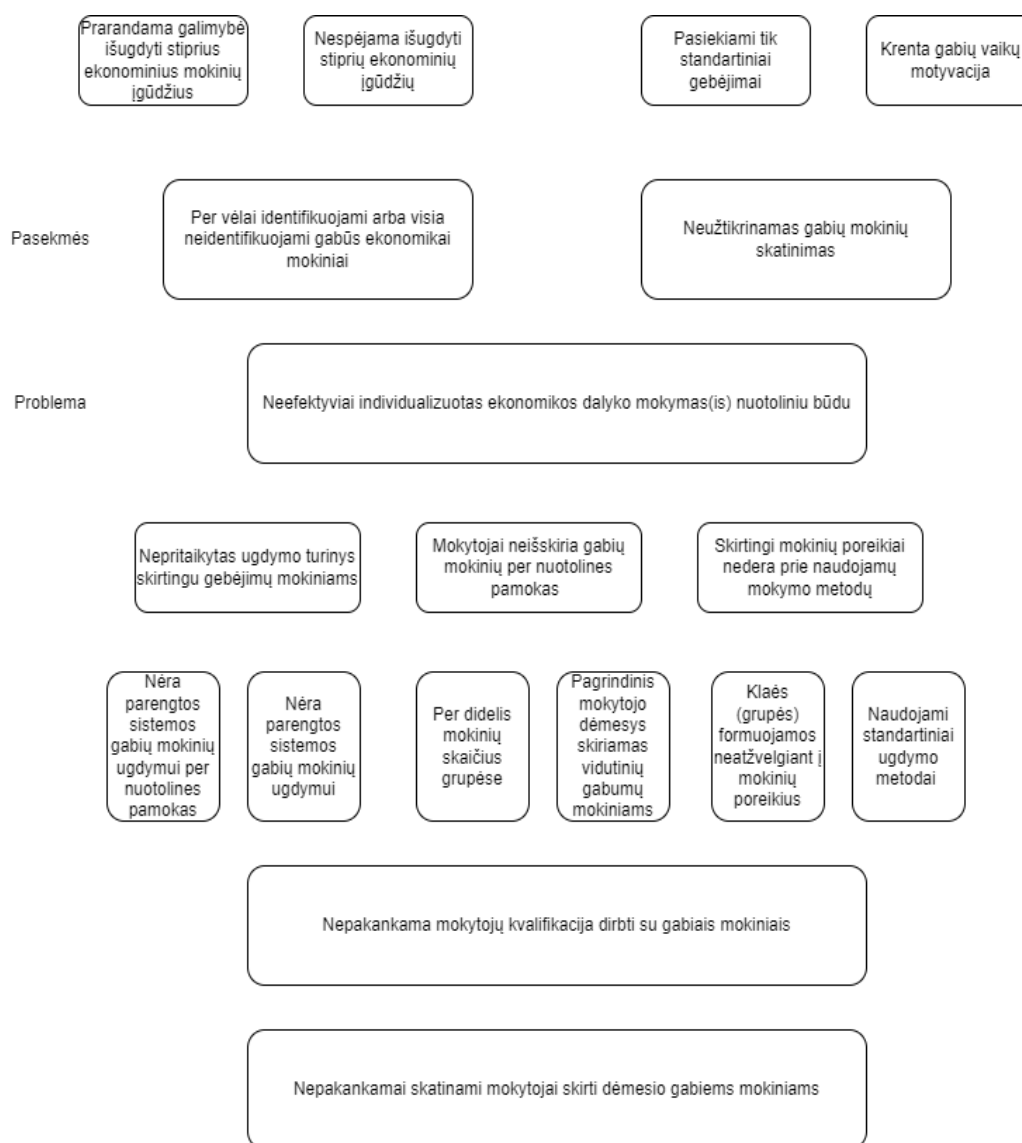 Prarandama galimybė
išugdyti stiprius
ekonominius mokinių
įgūdžius
Nespėjama išugdyti
stiprių ekonominių
įgūdžių
Pasiekiami tik
standartiniai
gebėjimai
Krenta gabių vaikų
motyvacija
Pasekmės
Per vėlai identifikuojami arba visia
neidentifikuojami gabūs ekonomikai
mokiniai
Neužtikrinamas gabių mokinių
skatinimas
Problema
Neefektyviai individualizuotas ekonomikos dalyko mokymas(is) nuotoliniu būdu
Nepritaikytas ugdymo turinys
skirtingu gebėjimų mokiniams
Mokytojai neišskiria gabių
mokinių per nuotolines
pamokas
Skirtingi mokinių poreikiai
nedera prie naudojamų
mokymo metodų
Nėra
parengtos
sistemos
gabių mokinių
ugdymui per
nuotolines
pamokas
Nėra
parengtos
sistemos
gabių mokinių
ugdymui
Per didelis
mokinių
skaičius
grupėse
Pagrindinis
mokytojo
dėmesys
skiriamas
vidutinių
gabumų
mokiniams
Klaės
(grupės)
formuojamos
neatžvelgiant į
mokinių
poreikius
Naudojami
standartiniai
ugdymo
metodai
Nepakankama mokytojų kvalifikacija dirbti su gabiais mokiniais
Nepakankamai skatinami mokytojai skirti dėmesio gabiems mokiniams